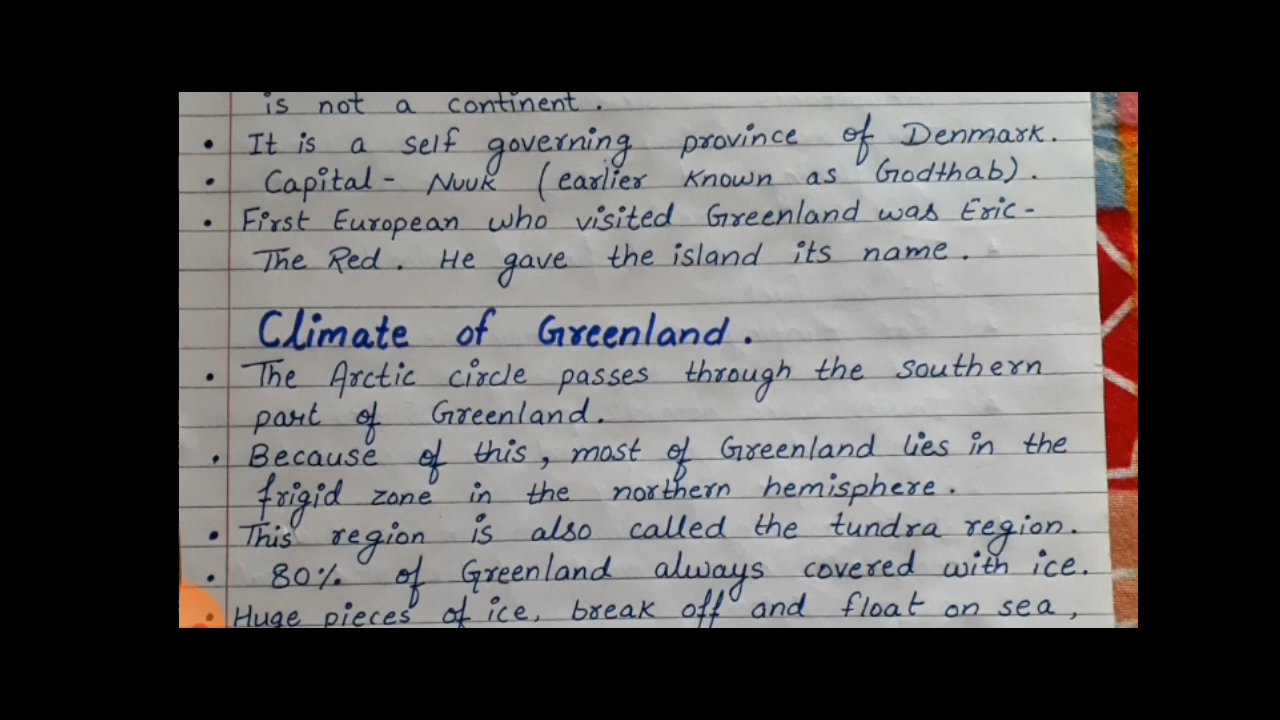 is not a continent.
• It is a self governing province of Denmark.
• Capital - Nuuk (earlier known as Godthab).
• First European who visited Greenland was Eric-
The Red. He gave the island its name.
Climate of Greenland.
• The Arctic circle passes through the southern
part of Greenland.
• Because of this, most of Greenland lies in the
frigid zone in the northern hemisphere.
• This region is also called the tundra region.
• 80% of Greenland always covered with ice.
• Huge pieces of ice, break off and float on sea,